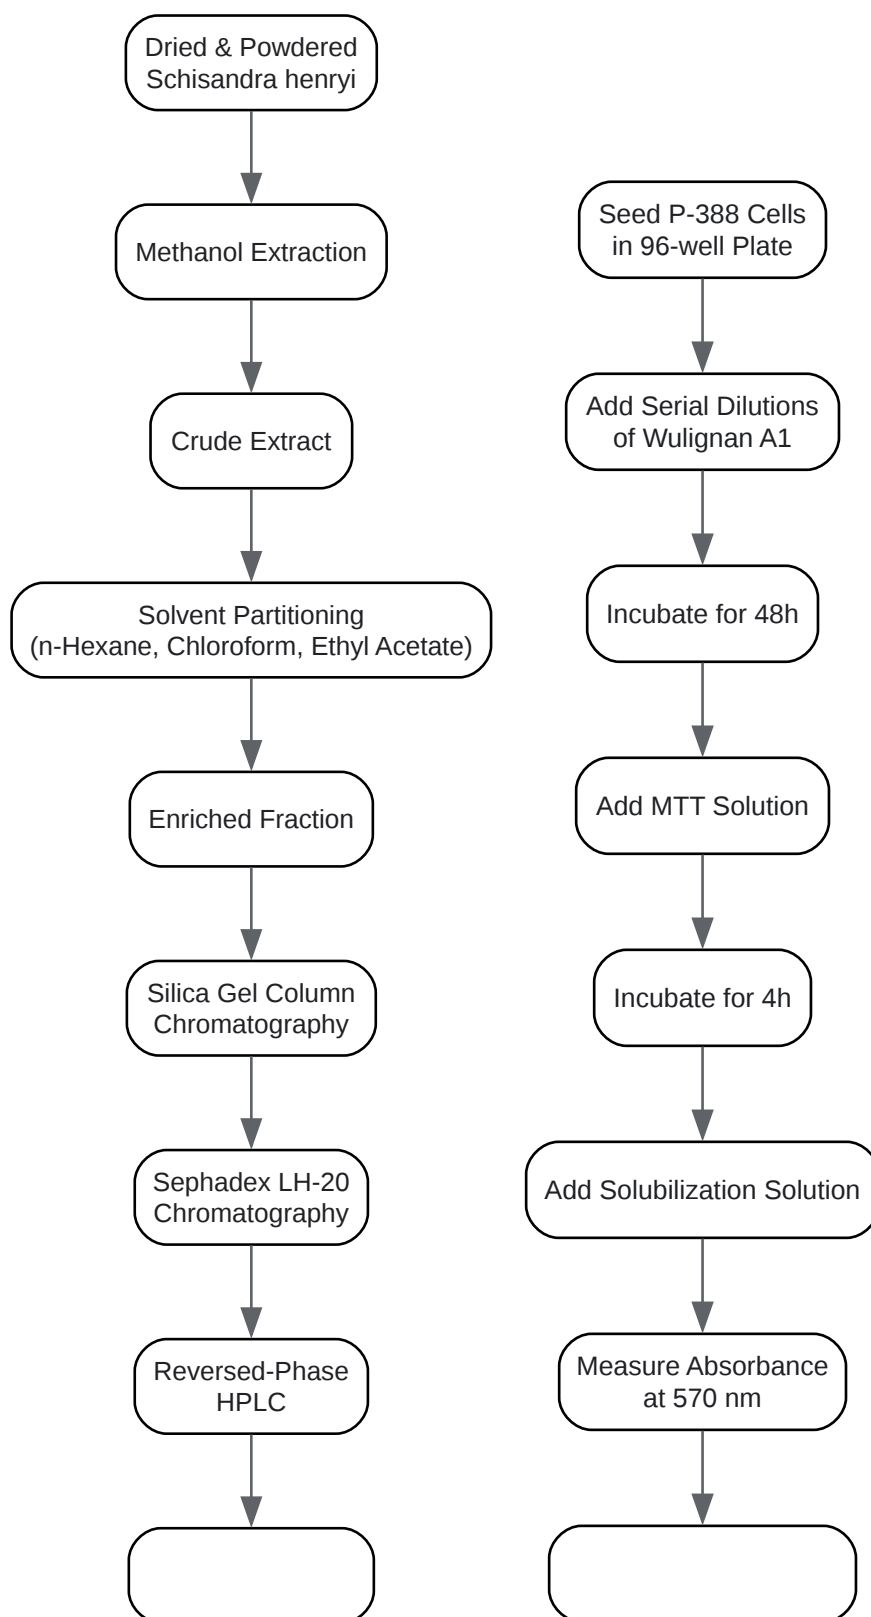 Dried & Powdered
Schisandra henryi
Methanol Extraction
Crude Extract
Solvent Partitioning
(n-Hexane, Chloroform, Ethyl Acetate)
Enriched Fraction
Silica Gel Column
Chromatography
Sephadex LH-20
Chromatography
Reversed-Phase
HPLC
Seed P-388 Cells
in 96-well Plate
Add Serial Dilutions
of Wulignan A1
Incubate for 48h
Add MTT Solution
Incubate for 4h
Add Solubilization Solution
Measure Absorbance
at 570 nm